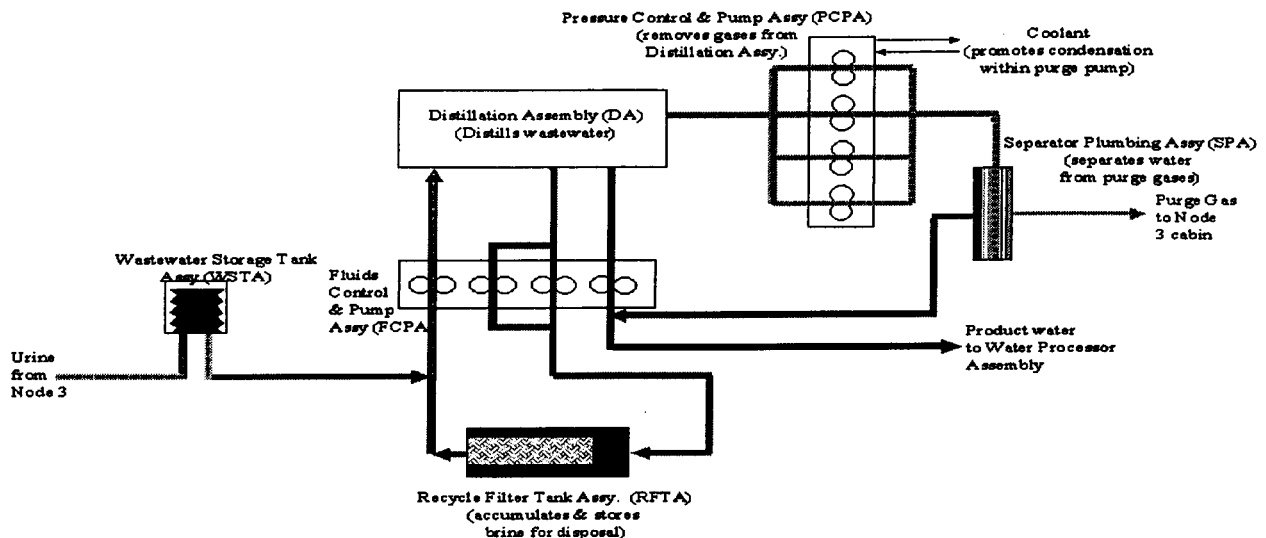 Pressure Control & Pump Assy (PCPA)
(removes gases from
Distillation Assy.)
Coolant
(promotes condensation
within purge pump)
Distillation Assembly (DA)
(Distills wastewater)
Separator Plumbing Assy (SPA)
(separates water
from purge gases)
Purge Gas
to Node
3 cabin
Wastewater Storage Tank
Assy (WSTA)
Fluids
Control
& Pump
Assy (FCPA
Urine
from
Node 3
Product water
to Water Processor
Assembly
Recycle Filter Tank Assy. (RFTA)
(accumulates & stores
brine for disposal)